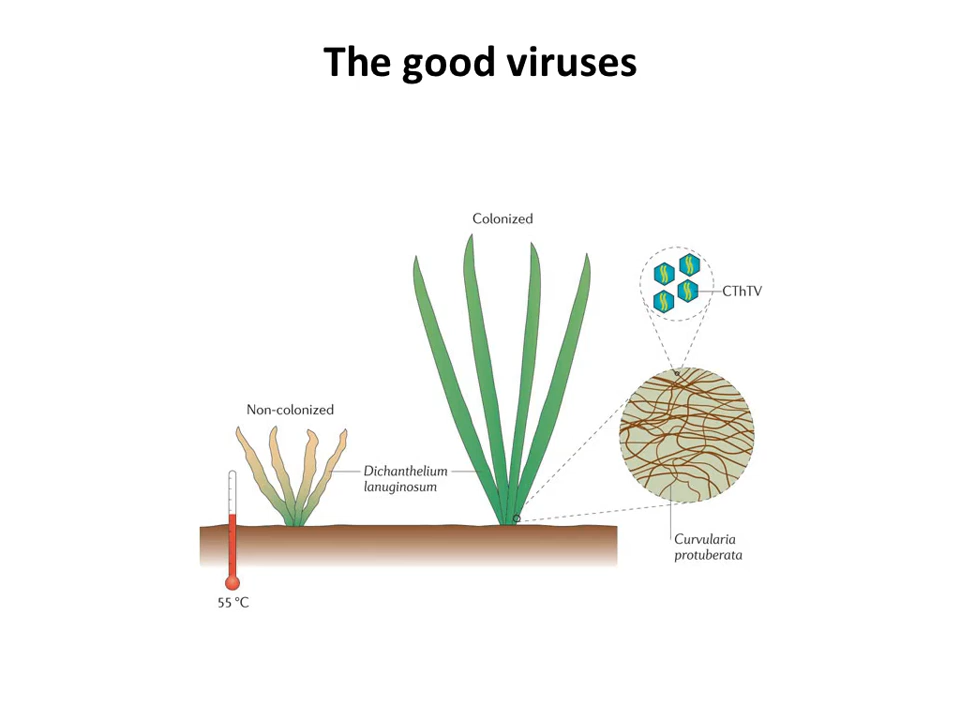 The good viruses
Colonized
CThTV
Non-colonized
Dichanthelium
lanuginosum
Curvularia
protuberata
55 °C